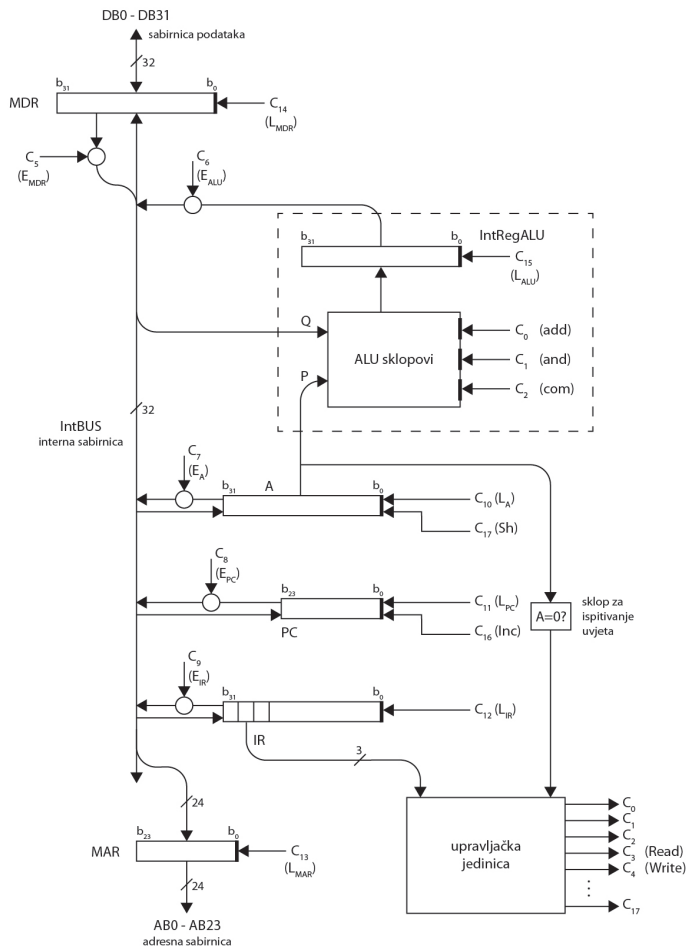 DB0 - DB31
sabirnica podataka
32
b31 b0
MDR
C14
(LMDR)
C5
(EMDR)
C6
(EALU)
IntRegALU
b31 b0
C15
(LALU)
Q
ALU sklopovi
C0 (add)
C1 (and)
C2 (com)
P
32
IntBUS
interna sabirnica
C7
(EA)
b31 A b0
C10 (LA)
C17 (Sh)
C8
(EPC)
b23 b0
C11 (LPC)
C16 (Inc)
PC
A=0?
sklop za
ispitivanje
uvjeta
C9
(EIR)
b31 b0
C12 (LIR)
IR
3
24
b23 b0
MAR
C13
(LMAR)
24
AB0 - AB23
adresna sabirnica
upravljačka
jedinica
C0
C1
C2
C3 (Read)
C4 (Write)
⋮
C17